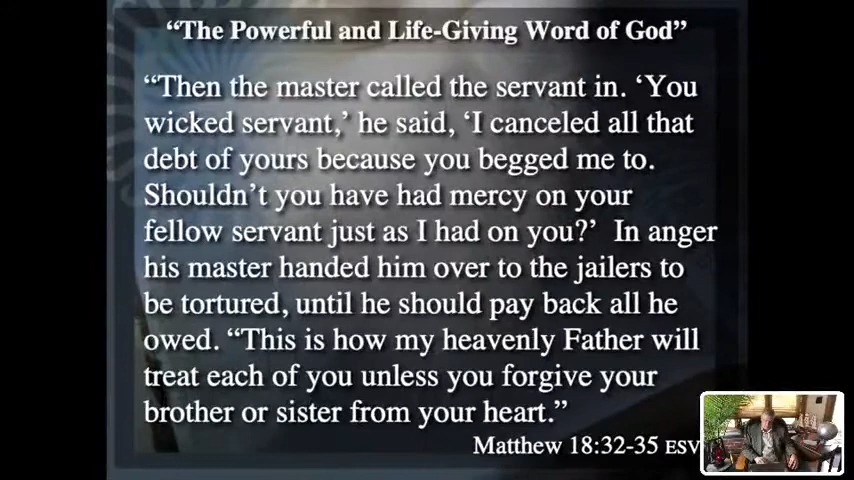 “The Powerful and Life-Giving Word of God”
“Then the master called the servant in. ‘You
wicked servant,’ he said, ‘I canceled all that
debt of yours because you begged me to.
Shouldn’t you have had mercy on your
fellow servant just as I had on you?’ In anger
his master handed him over to the jailers to
be tortured, until he should pay back all he
owed. “This is how my heavenly Father will
treat each of you unless you forgive your
brother or sister from your heart.”
Matthew 18:32-35 ESV